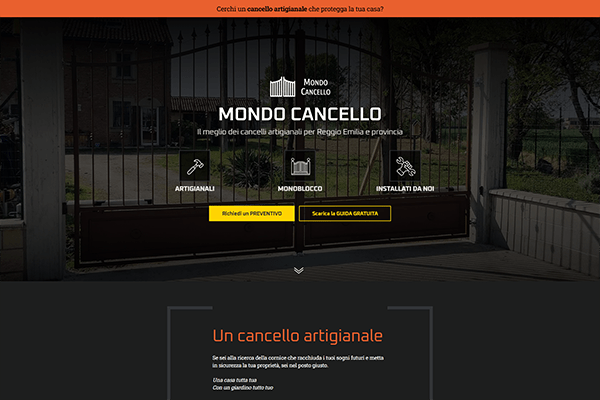 Cerchi un cancello artigianale che protegga la tua casa?
MONDO
CANCELLO
MONDO CANCELLO
Il meglio dei cancelli artigianali per Reggio Emilia e provincia
ARTIGIANALI
MONOBLOCCO
INSTALLATI DA NOI
Richiedi un PREVENTIVO
Scarica la GUIDA GRATUITA
Un cancello artigianale
Se sei alla ricerca della cornice che racchiuda i tuoi sogni futuri e metta
in sicurezza la tua proprietà, sei nel posto giusto.
Una casa tutta tua
Con un giardino tutto tuo